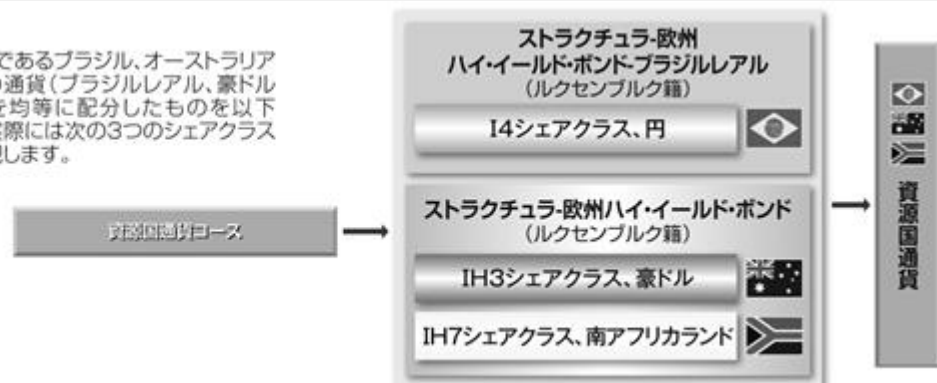 であるブラジル、オーストラリア
通貨(ブラジルレアル、豪ドル
を均等に配分したものを以下
際には次の3つのシェアクラス
します。
資源国通貨コース
ストラクチュラ-欧州
ハイ・イールド・ボンド-ブラジルレアル
(ルクセンブルク籍)
I4シェアクラス、円
ストラクチュラ-欧州ハイ・イールド・ボンド
(ルクセンブルク籍)
IH3シェアクラス、豪ドル
IH7シェアクラス、南アフリカランド
資源国通貨